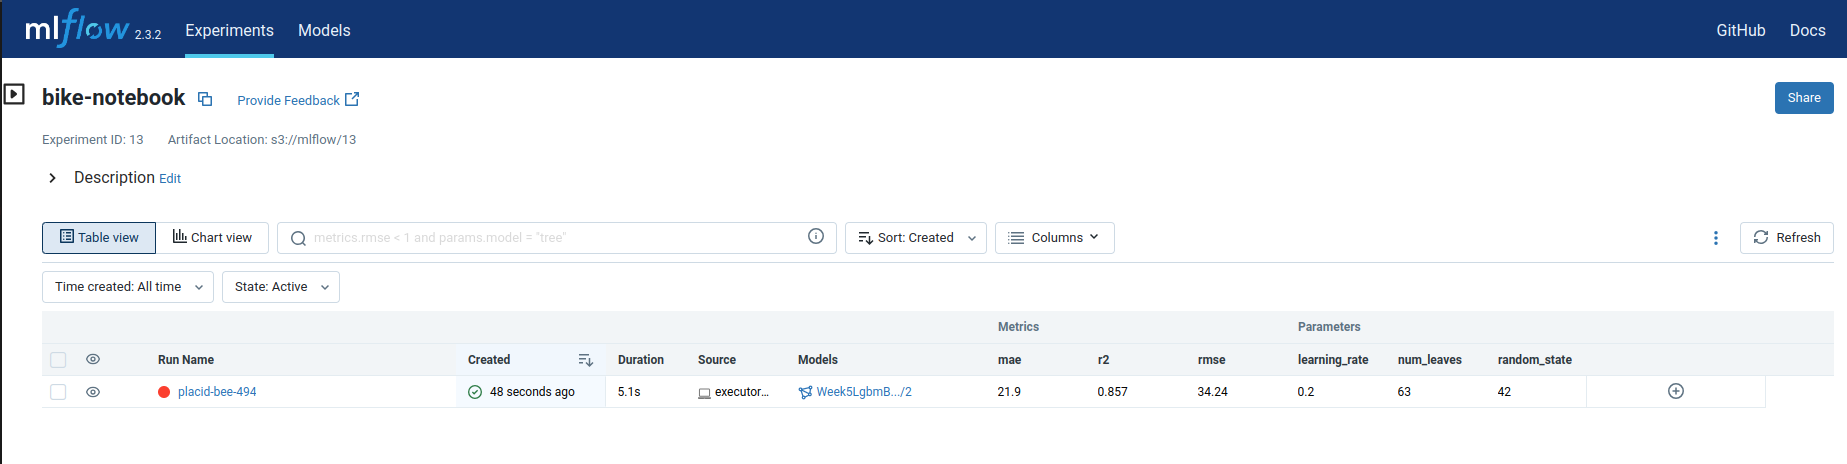 mlflow 2.3.2 Experiments Models GitHub Docs
bike-notebook Provide Feedback Share
Experiment ID: 13 Artifact Location: s3://mlflow/13
Description Edit
Table view Chart view metrics.rmse < 1 and params.model = "tree" Sort: Created Columns Refresh
Time created: All time State: Active
Metrics Parameters
Run Name Created Duration Source Models mae r2 rmse learning_rate num_leaves random_state
placid-bee-494 48 seconds ago 5.1s executor... Week5LgbmB.../2 21.9 0.857 34.24 0.2 63 42